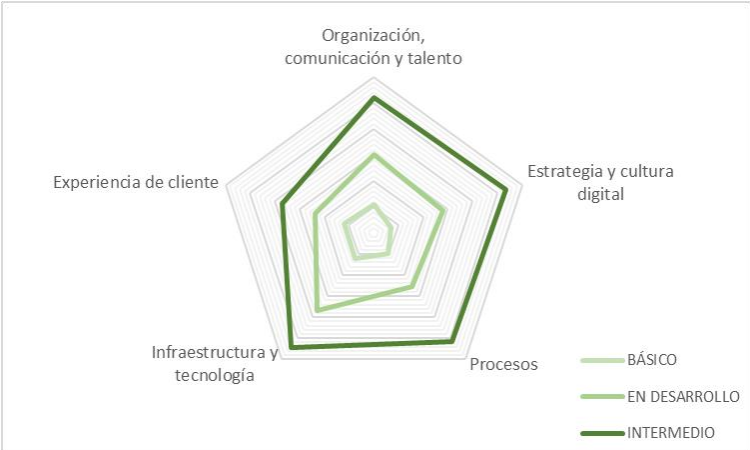 Organización,
comunicación y talento
Estrategia y cultura
digital
Experiencia de cliente
Infraestructura y
tecnología
Procesos
BÁSICO
EN DESARROLLO
INTERMEDIO